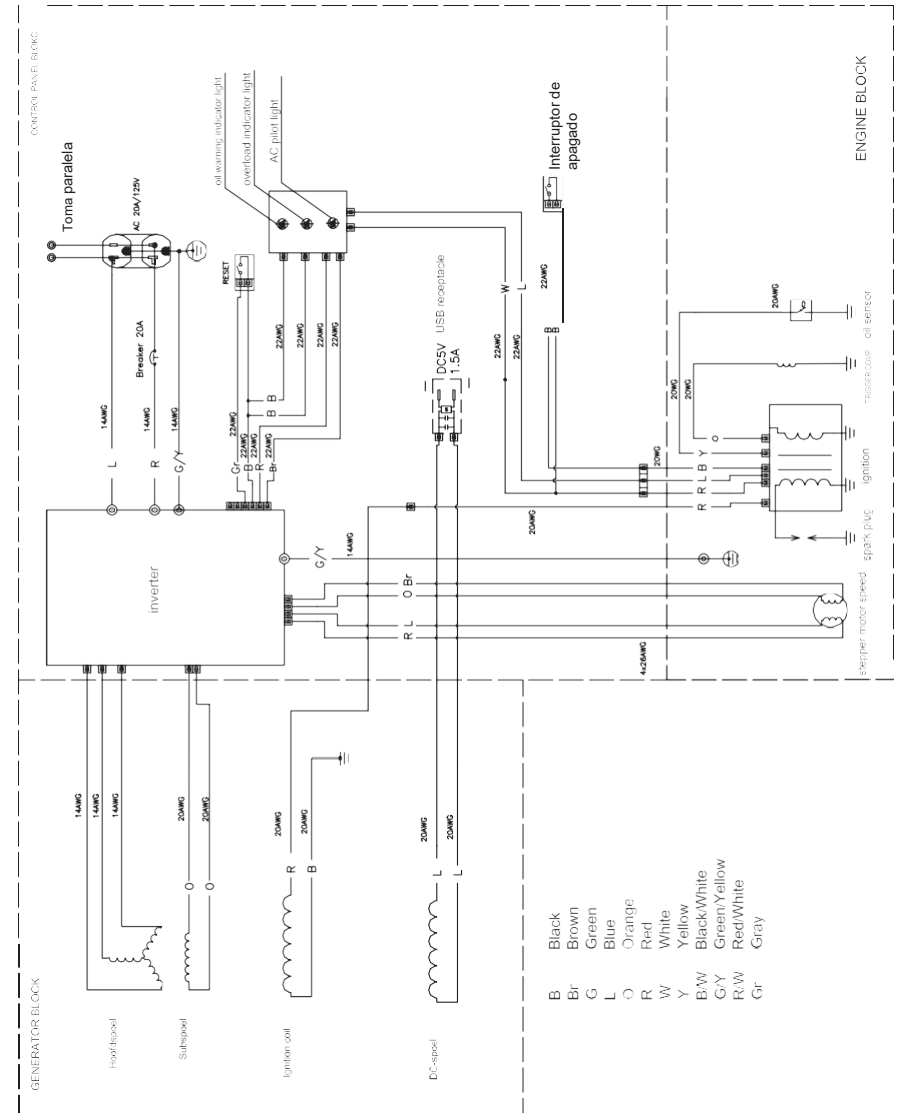 CONTROL PANEL BLOKC
ENGINE BLOCK
GENERATOR BLOCK
Toma paralela
AC 20A/125V
oil warning indicator light
overload indicator light
AC pilot light
Interruptor de
apagado
RESET
Breaker 20A
14AWG
14AWG
14AWG
L
R
G/Y
22AWG
22AWG
22AWG
22AWG
22AWG
22AWG
22AWG
22AWG
Gr
B
R
Br
B
B
DC5V USB receptacle
1.5A
W
L
22AWG
22AWG
22AWG
B
B
20AWG
oil sensor
20WG
20WG
20WG
O
Y
B
L
R
R
ignition
spark plug
20AWG
inverter
G/Y
14AWG
Br
O
L
R
4x26AWG
stepper motor speed
14AWG
14AWG
14AWG
20AWG
20AWG
O
O
20AWG
20AWG
R
B
20AWG
20AWG
L
L
Hoofdspoel
Subspoel
Ignition coil
DC-spoel
B Black
Br Brown
G Green
L Blue
O Orange
R Red
W White
Y Yellow
B/W Black/White
G/Y Green/Yellow
R/W Red/White
Gr Gray